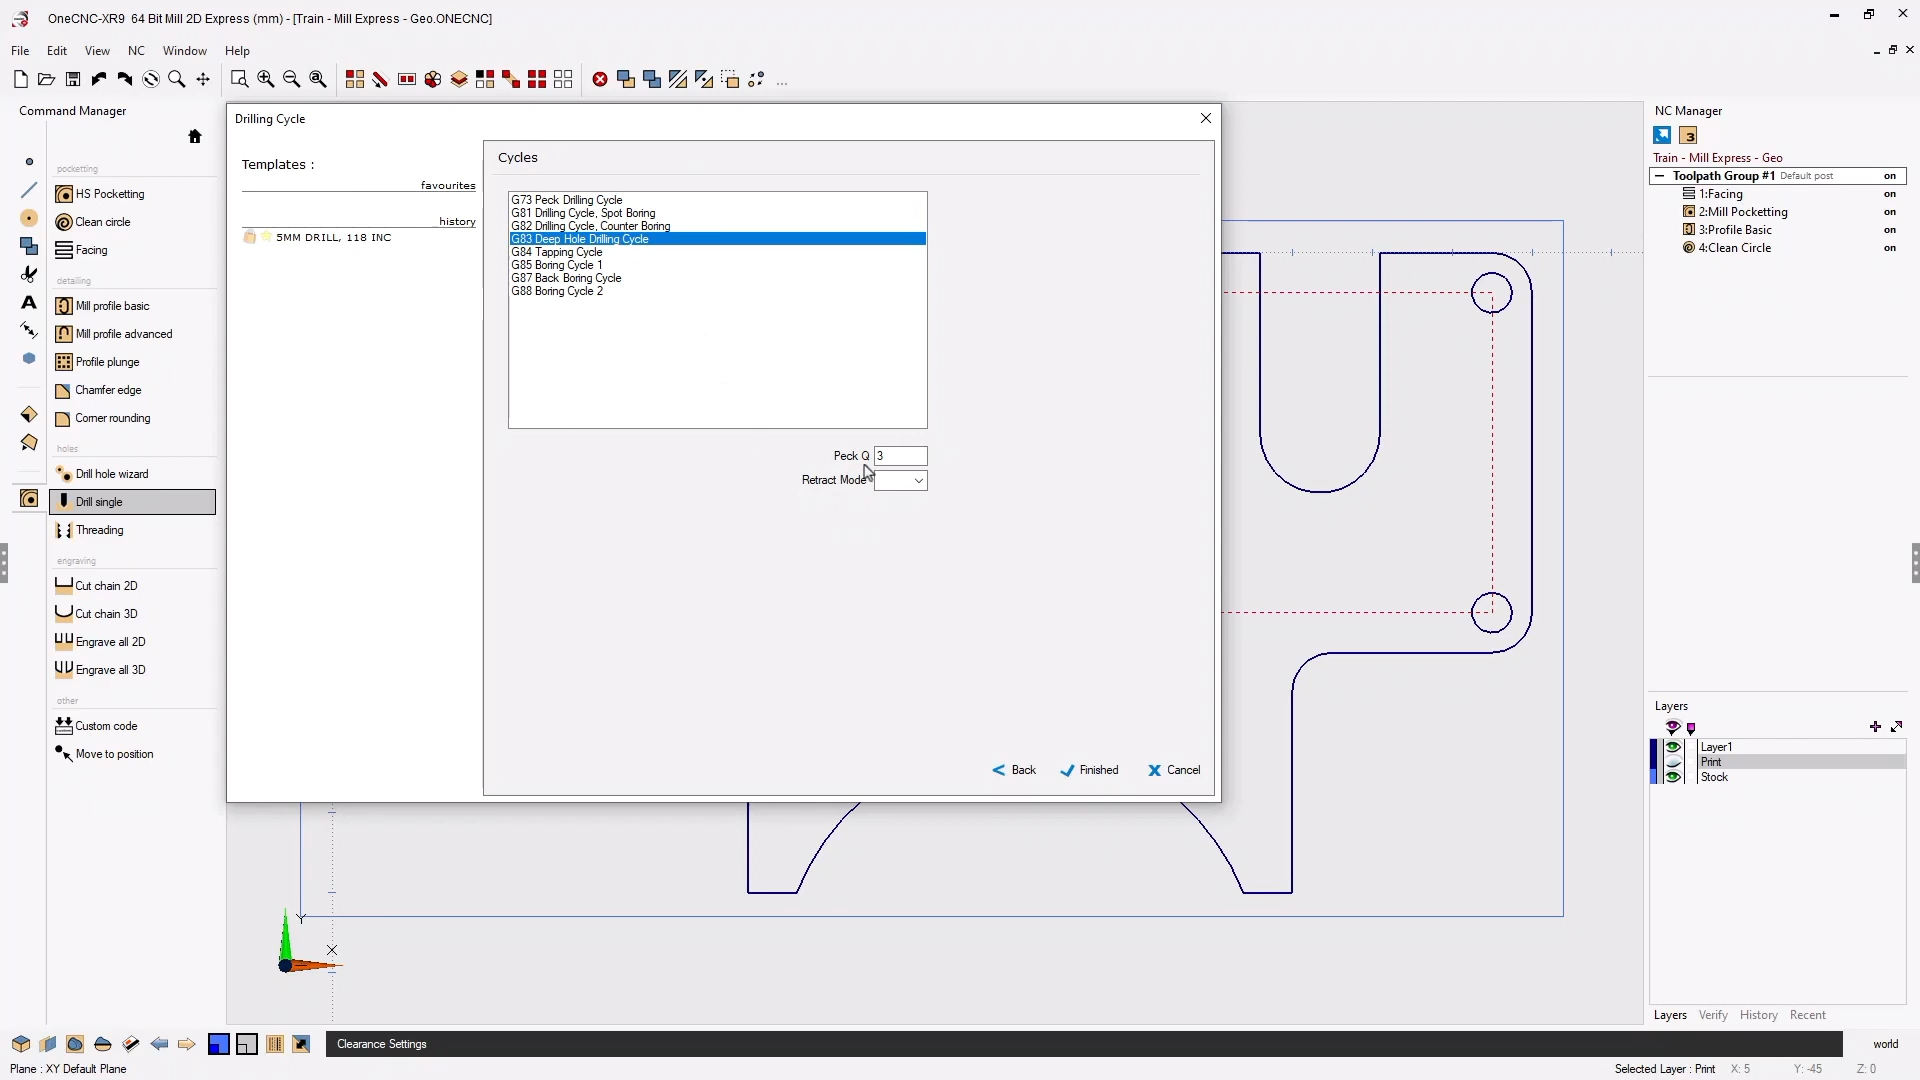 OneCNC-XR9 64 Bit Mill 2D Express (mm) - [Train - Mill Express - Geo.ONECNC]
File Edit View NC Window Help
...
Command Manager
pocketting
HS Pocketting
Clean circle
Facing
detailing
Mill profile basic
Mill profile advanced
Profile plunge
Chamfer edge
Corner rounding
holes
Drill hole wizard
Drill single
Threading
engraving
Cut chain 2D
Cut chain 3D
Engrave all 2D
Engrave all 3D
other
Custom code
Move to position
Drilling Cycle
Templates :
favourites
history
5MM DRILL, 118 INC
Cycles
G73 Peck Drilling Cycle
G81 Drilling Cycle, Spot Boring
G82 Drilling Cycle, Counter Boring
G83 Deep Hole Drilling Cycle
G84 Tapping Cycle
G85 Boring Cycle 1
G87 Back Boring Cycle
G88 Boring Cycle 2
Peck Q 3
Retract Mode
Back Finished Cancel
NC Manager
3
Train - Mill Express - Geo
Toolpath Group #1 Default post on
1:Facing on
2:Mill Pocketting on
3:Profile Basic on
4:Clean Circle on
Layers
Layer1
Print
Stock
Layers Verify History Recent
Clearance Settings
world
Plane : XY Default Plane
Selected Layer : Print X: 5 Y: -45 Z: 0